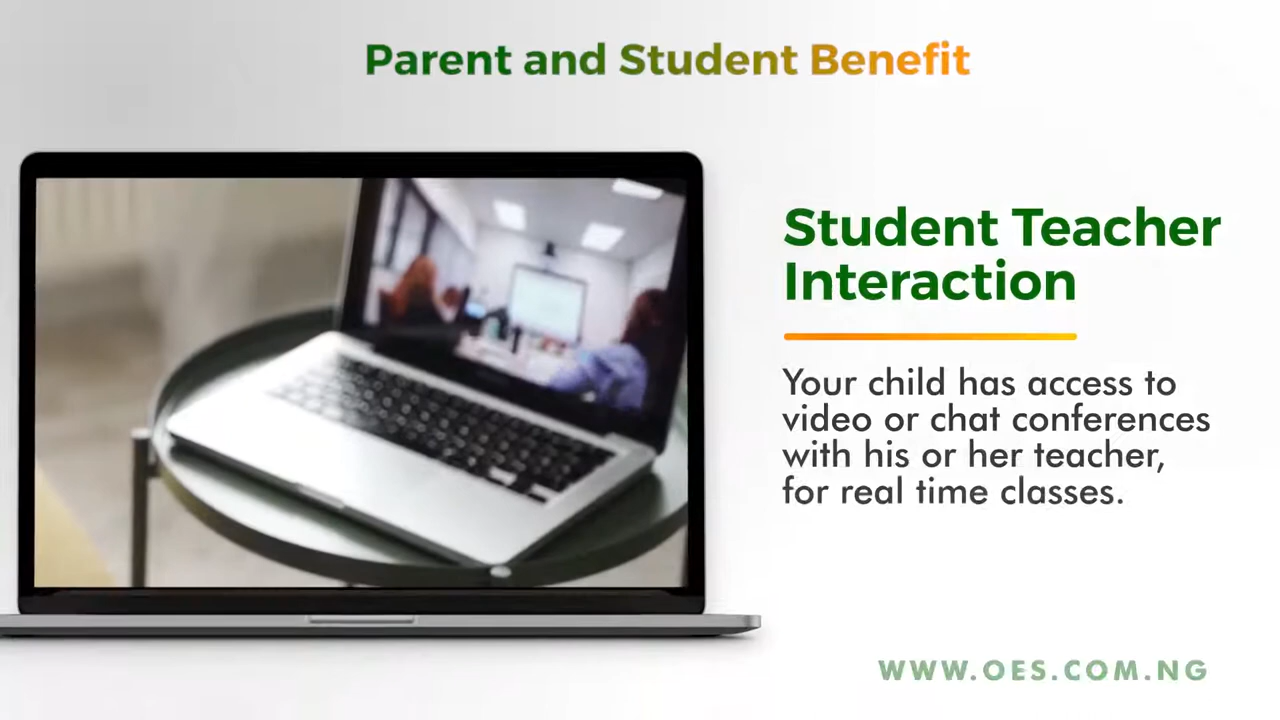 Parent and Student Benefit
Student Teacher
Interaction
Your child has access to
video or chat conferences
with his or her teacher,
for real time classes.
WWW.OES.COM.NG